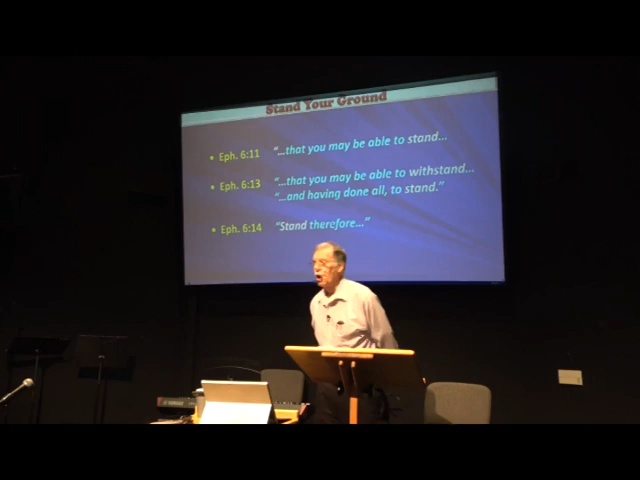 Stand Your Ground
• Eph. 6:11 “…that you may be able to stand…
• Eph. 6:13 “…that you may be able to withstand…
“…and having done all, to stand.”
• Eph. 6:14 “Stand therefore…”